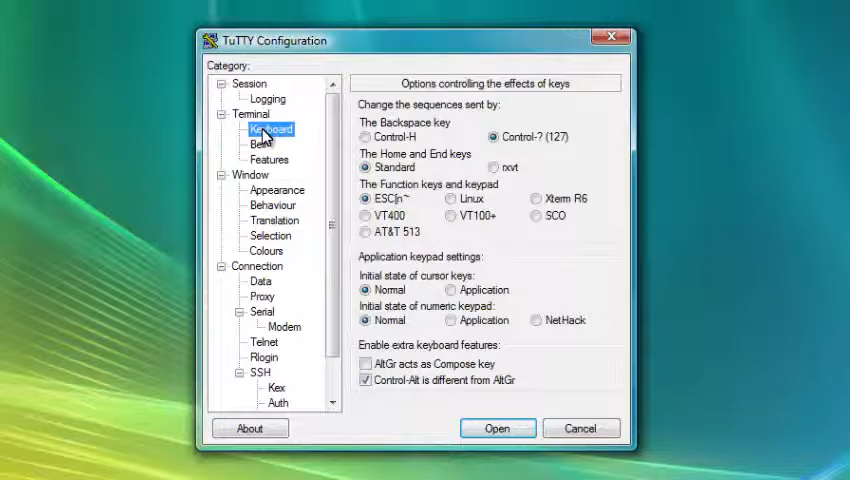 TuTTY Configuration
Category:
Session
Logging
Terminal
Keyboard
Bell
Features
Window
Appearance
Behaviour
Translation
Selection
Colours
Connection
Data
Proxy
Serial
Modem
Telnet
Rlogin
SSH
Kex
Auth
Options controlling the effects of keys
Change the sequences sent by:
The Backspace key
Control-H Control-? (127)
The Home and End keys
Standard rxvt
The Function keys and keypad
ESC[n~ Linux Xterm R6
VT400 VT100+ SCO
AT&T 513
Application keypad settings:
Initial state of cursor keys:
Normal Application
Initial state of numeric keypad:
Normal Application NetHack
Enable extra keyboard features:
AltGr acts as Compose key
Control-Alt is different from AltGr
About Open Cancel